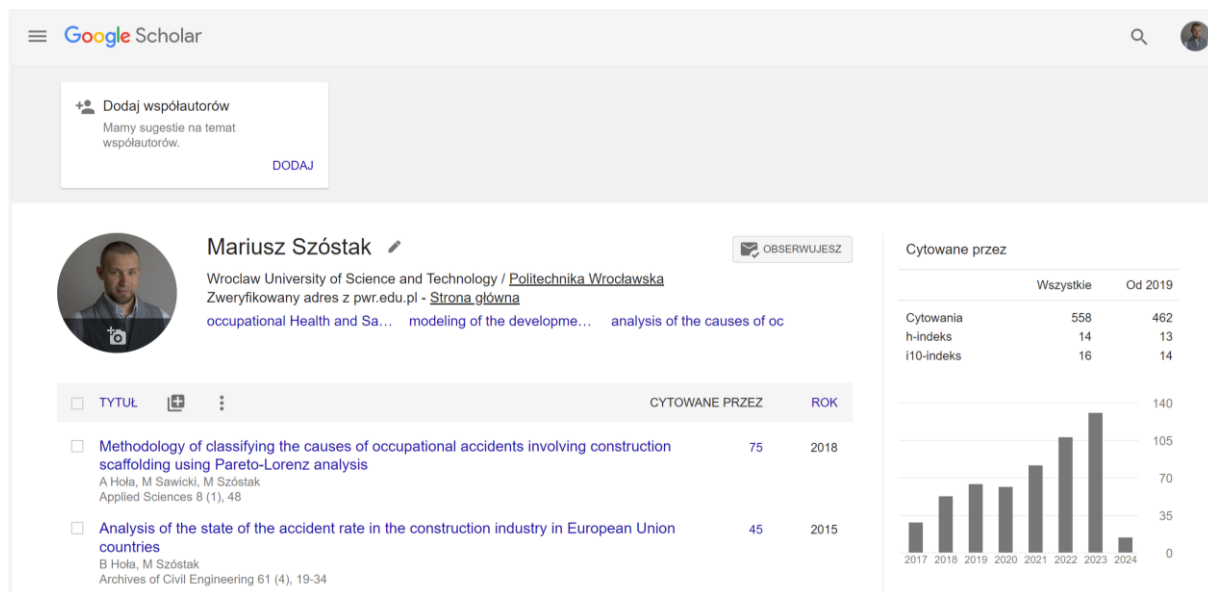 Google Scholar
Dodaj współautorów
Mamy sugestie na temat
współautorów.
DODAJ
Mariusz Szóstak
OBSERWUJESZ
Wroclaw University of Science and Technology / Politechnika Wrocławska
Zweryfikowany adres z pwr.edu.pl - Strona główna
occupational Health and Sa… modeling of the developme… analysis of the causes of oc
TYTUŁ CYTOWANE PRZEZ ROK
Methodology of classifying the causes of occupational accidents involving construction 75 2018
scaffolding using Pareto-Lorenz analysis
A Hoła, M Sawicki, M Szóstak
Applied Sciences 8 (1), 48
Analysis of the state of the accident rate in the construction industry in European Union 45 2015
countries
B Hoła, M Szóstak
Archives of Civil Engineering 61 (4), 19-34
Cytowane przez
Wszystkie Od 2019
Cytowania 558 462
h-indeks 14 13
i10-indeks 16 14
140
105
70
35
0
2017 2018 2019 2020 2021 2022 2023 2024